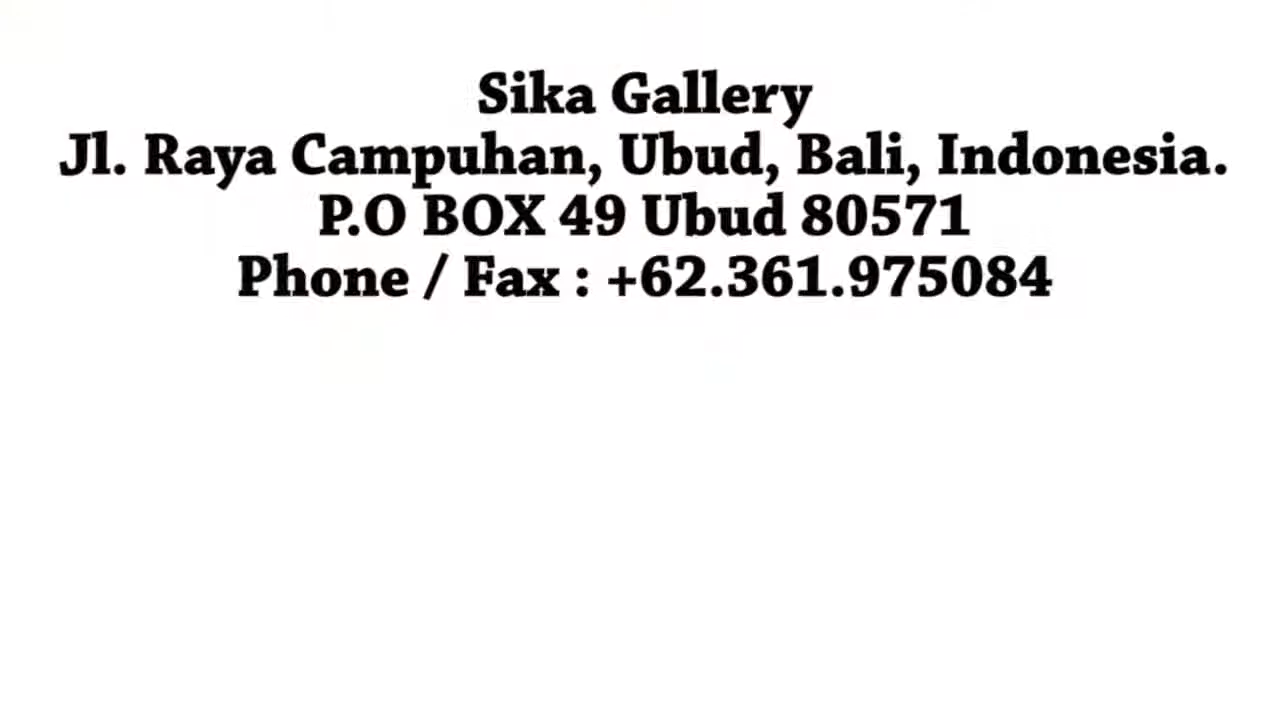 Sika Gallery
Jl. Raya Campuhan, Ubud, Bali, Indonesia.
P.O BOX 49 Ubud 80571
Phone / Fax : +62.361.975084